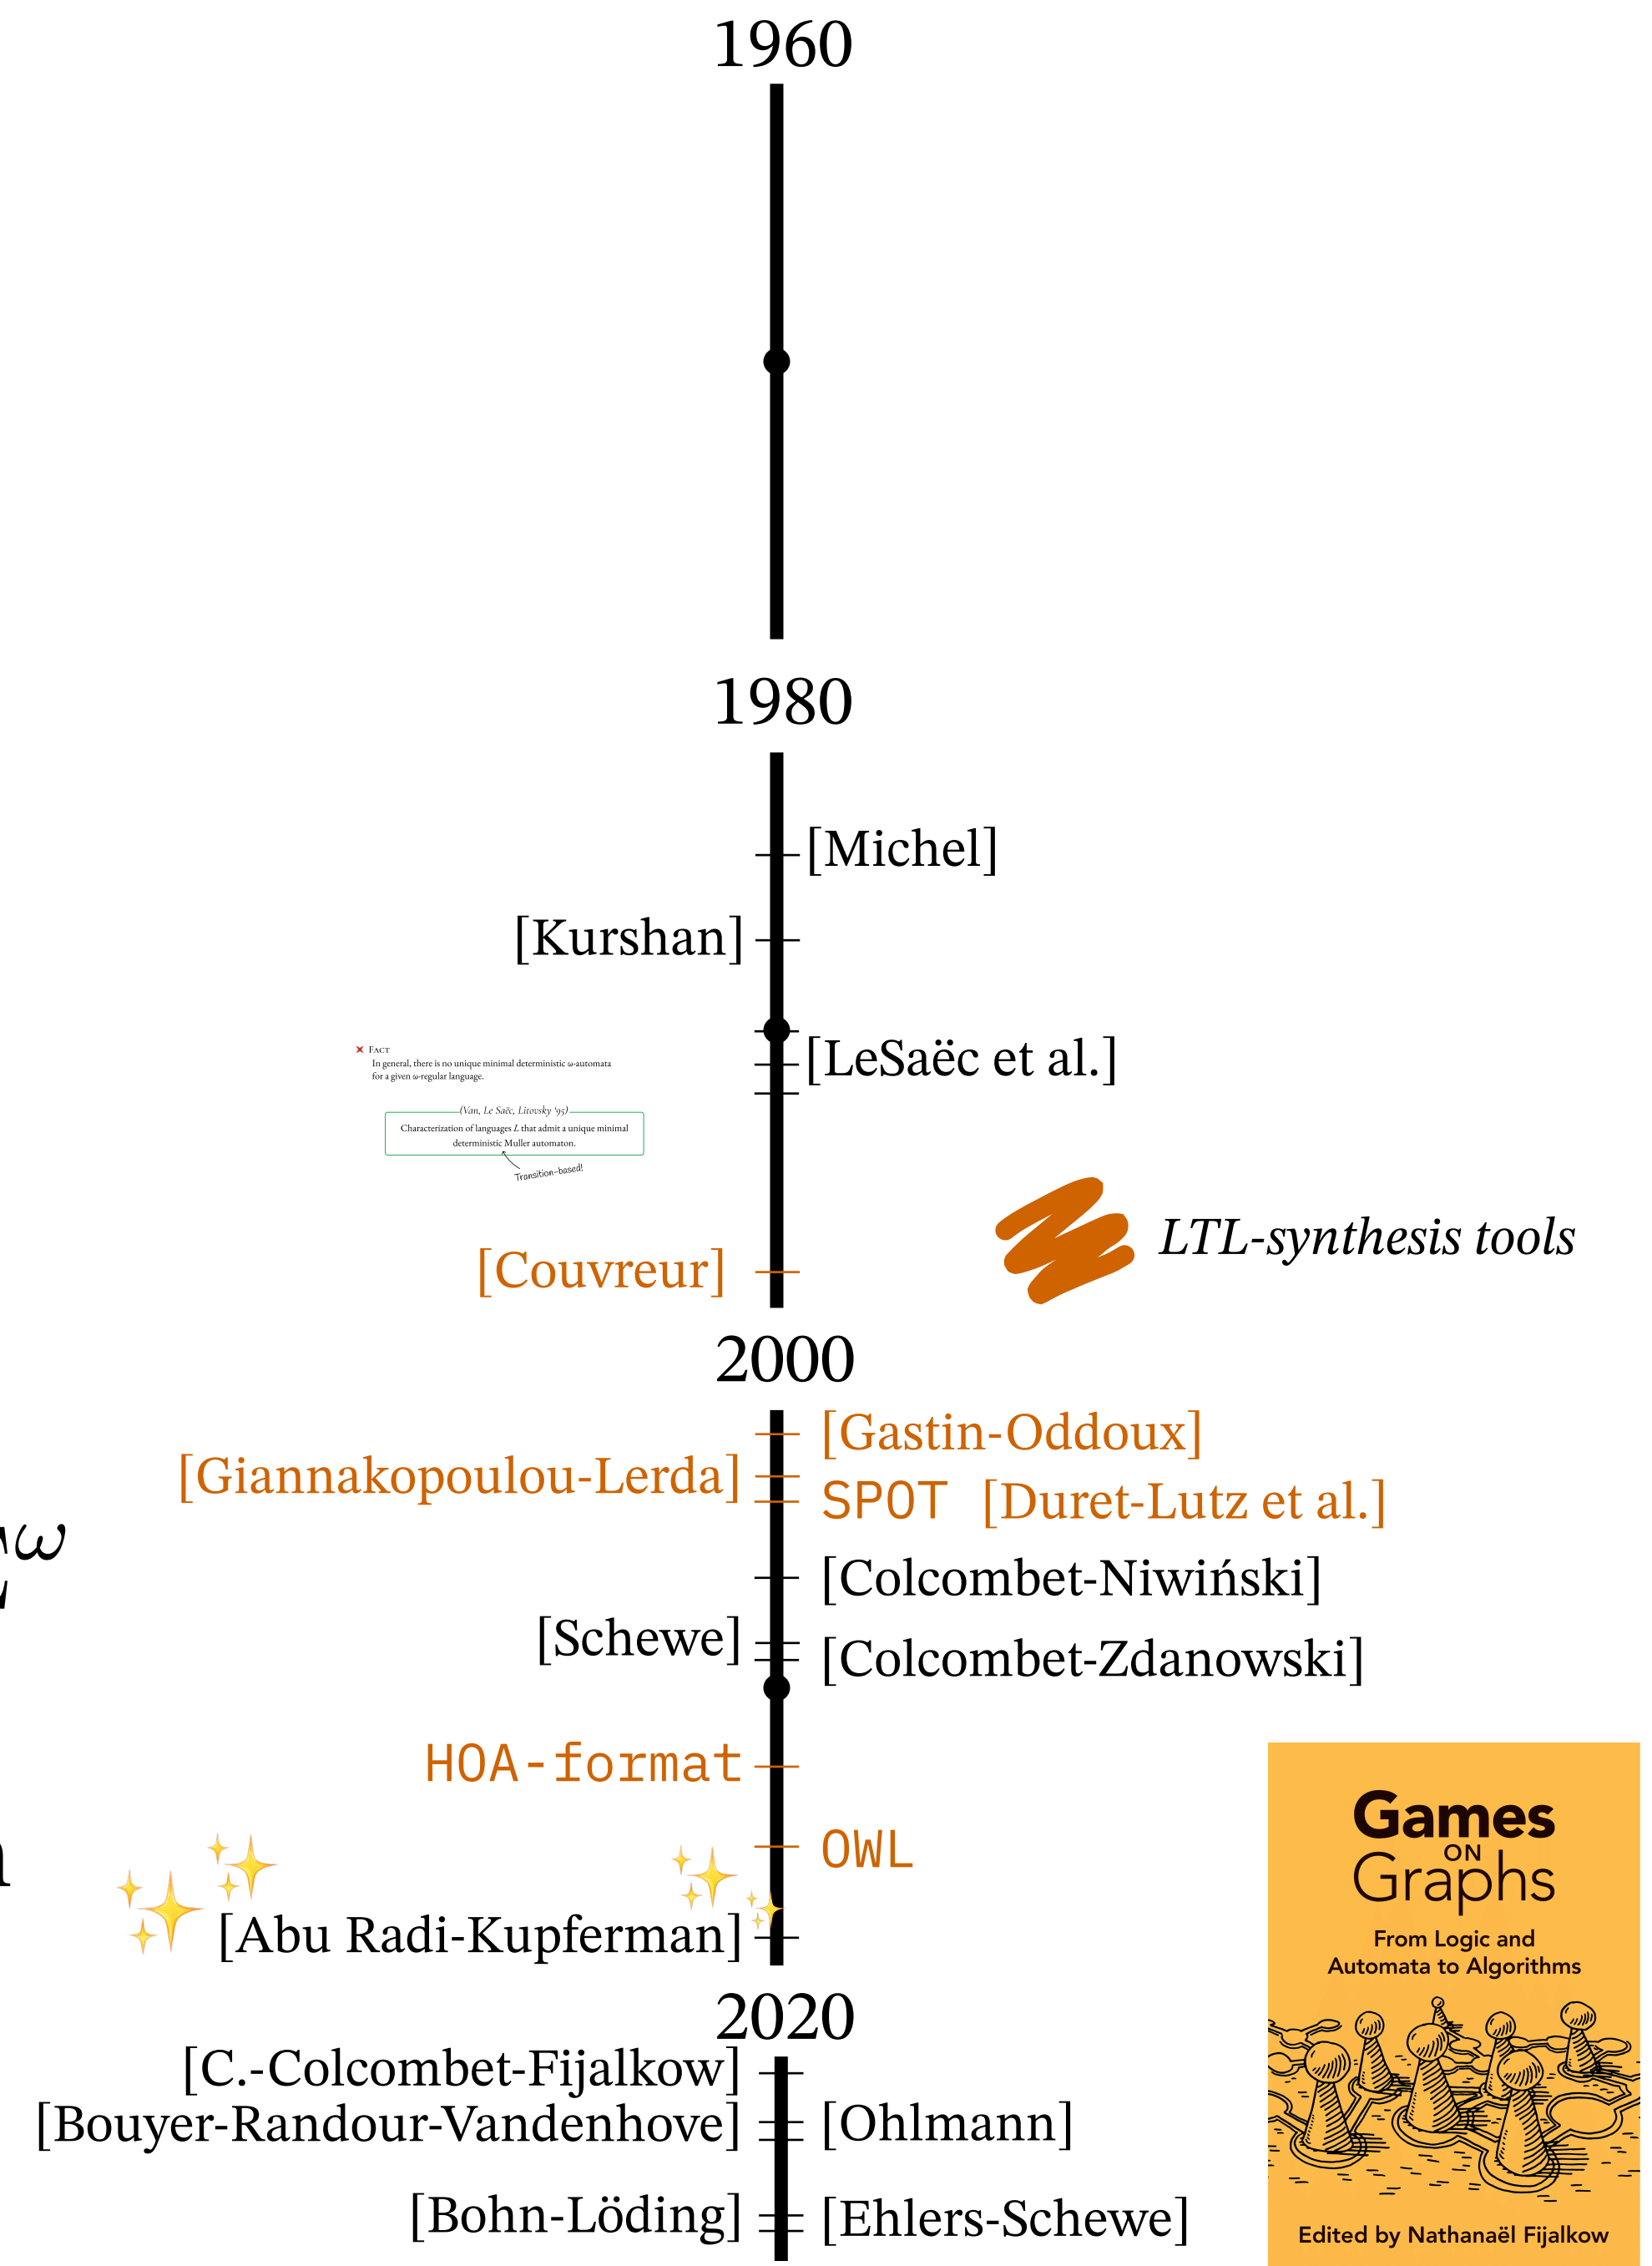 1960
1980
[Michel]
[Kurshan]
[LeSaëc et al.]
FACT
In general, there is no unique minimal deterministic ω-automata
for a given ω-regular language.
(Van, Le Saëc, Litovsky '95)
Characterization of languages L that admit a unique minimal
deterministic Muller automaton.
Transition-based!
LTL-synthesis tools
[Couvreur]
2000
[Gastin-Oddoux]
[Giannakopoulou-Lerda]
SPOT [Duret-Lutz et al.]
ω
[Colcombet-Niwiński]
[Schewe]
[Colcombet-Zdanowski]
HOA-format
OWL
[Abu Radi-Kupferman]
Games
ON
Graphs
From Logic and
Automata to Algorithms
2020
[C.-Colcombet-Fijalkow]
[Bouyer-Randour-Vandenhove]
[Ohlmann]
[Bohn-Löding]
[Ehlers-Schewe]
Edited by Nathanaël Fijalkow